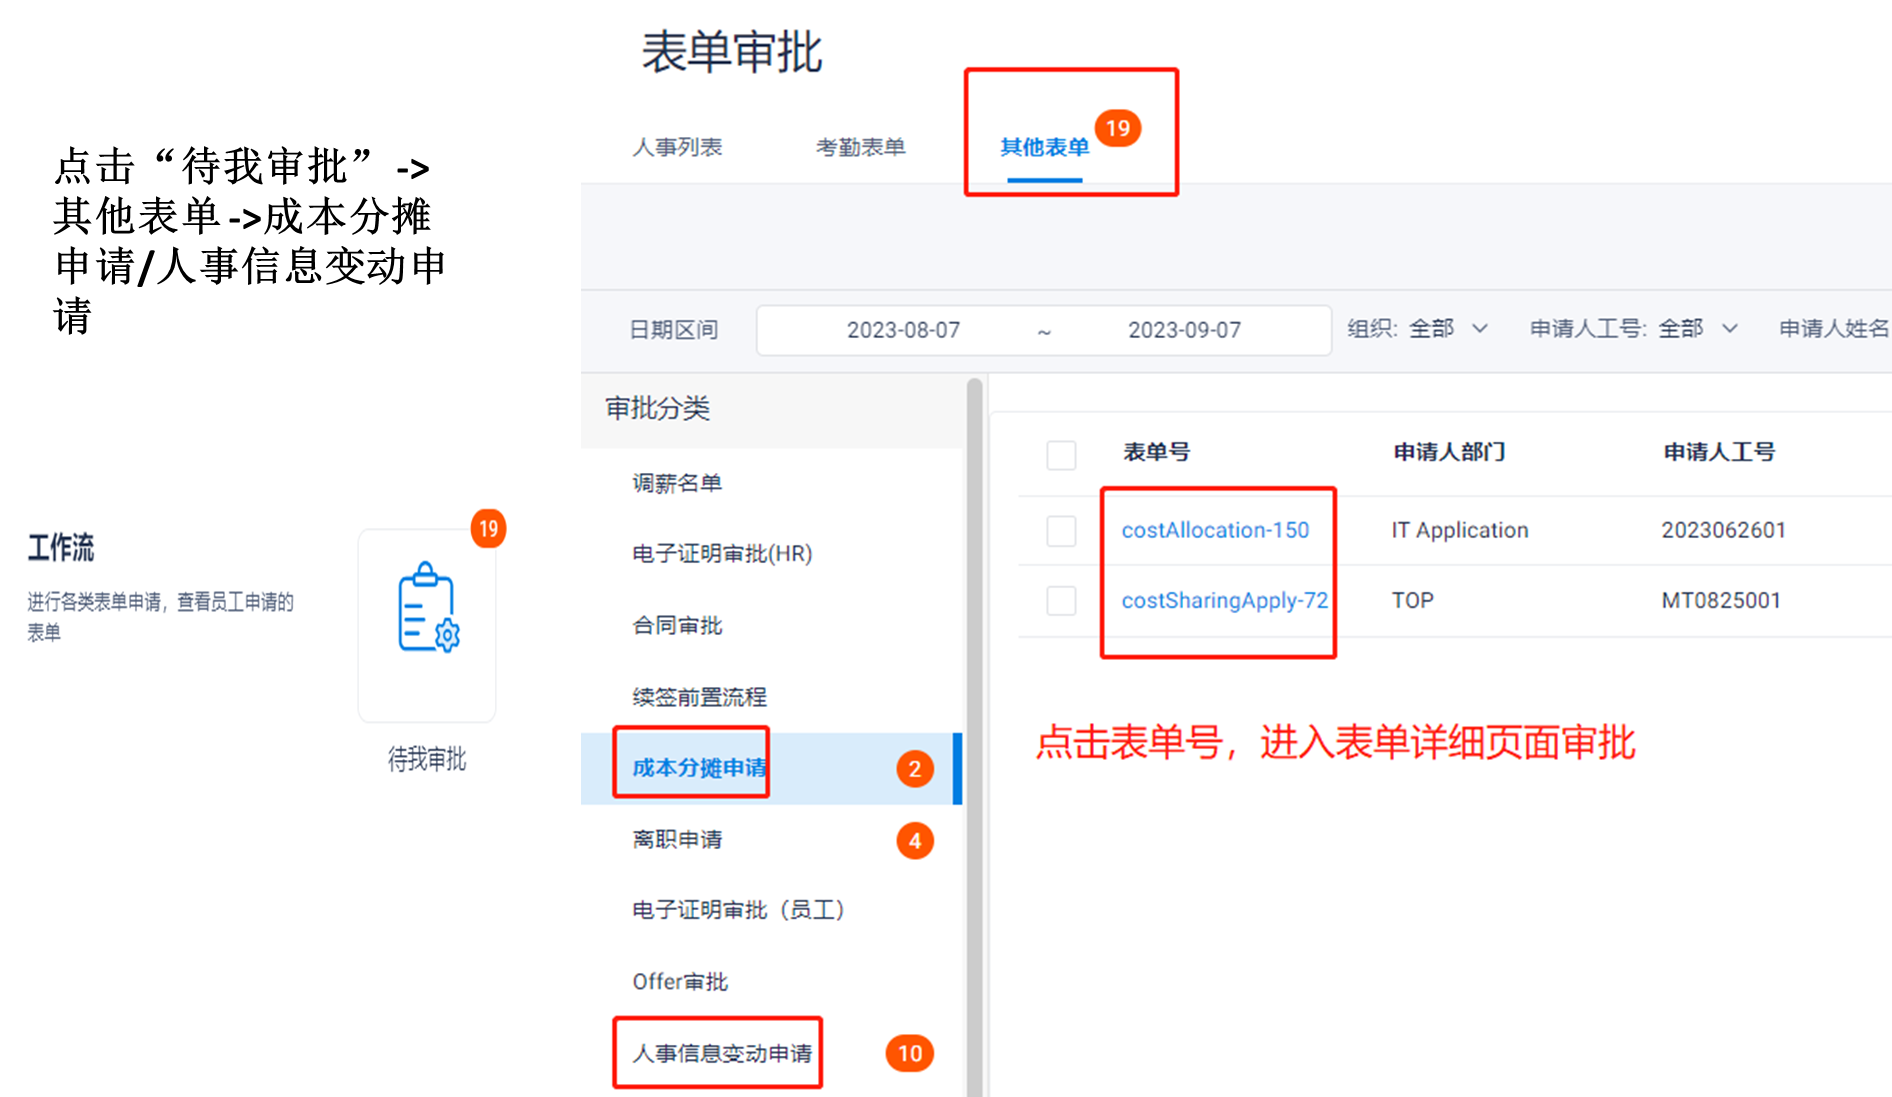 点击“待我审批” ->
其他表单->成本分摊
申请/人事信息变动申
请
工作流
进行各类表单申请，查看员工申请的
表单
19
待我审批
表单审批
人事列表
考勤表单
其他表单
19
日期区间
2023-08-07
~
2023-09-07
组织: 全部
申请人工号: 全部
申请人姓名
审批分类
调薪名单
电子证明审批(HR)
合同审批
续签前置流程
成本分摊申请
2
离职申请
4
电子证明审批（员工）
Offer审批
人事信息变动申请
10
表单号 申请人部门 申请人工号
costAllocation-150 IT Application 2023062601
costSharingApply-72 TOP MT0825001
点击表单号，进入表单详细页面审批